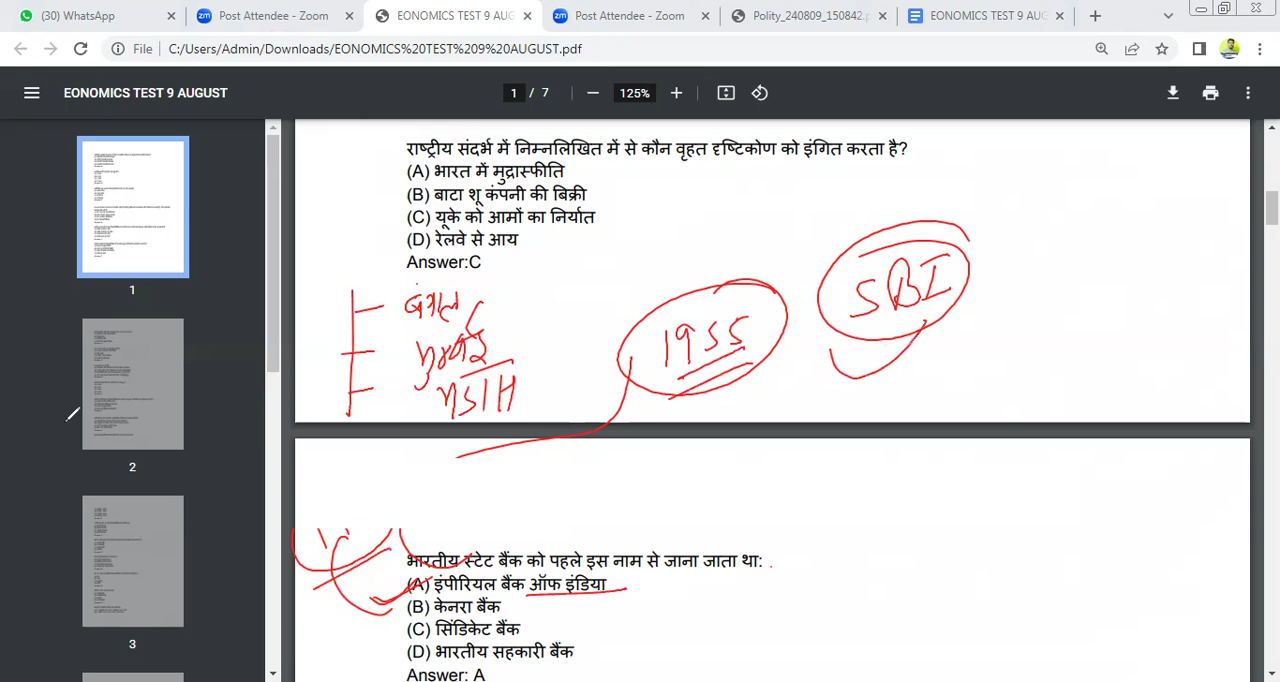 (30) WhatsApp
Post Attendee - Zoom
EONOMICS TEST 9 AUGUS
Post Attendee - Zoom
Polity_240809_150842.p
EONOMICS TEST 9 AUG
File
C:/Users/Admin/Downloads/EONOMICS%20TEST%209%20AUGUST.pdf
EONOMICS TEST 9 AUGUST
1 / 7
125%
राष्ट्रीय संदर्भ में निम्नलिखित में से कौन वृहत दृष्टिकोण को इंगित करता है?
(A) भारत में मुद्रास्फीति
(B) बाटा शू कंपनी की बिक्री
(C) यूके को आमों का निर्यात
(D) रेलवे से आय
Answer:C
SBI
1955
1
2
3
भारतीय स्टेट बैंक को पहले इस नाम से जाना जाता था:
(A) इंपीरियल बैंक ऑफ इंडिया
(B) केनरा बैंक
(C) सिंडिकेट बैंक
(D) भारतीय सहकारी बैंक
Answer: A